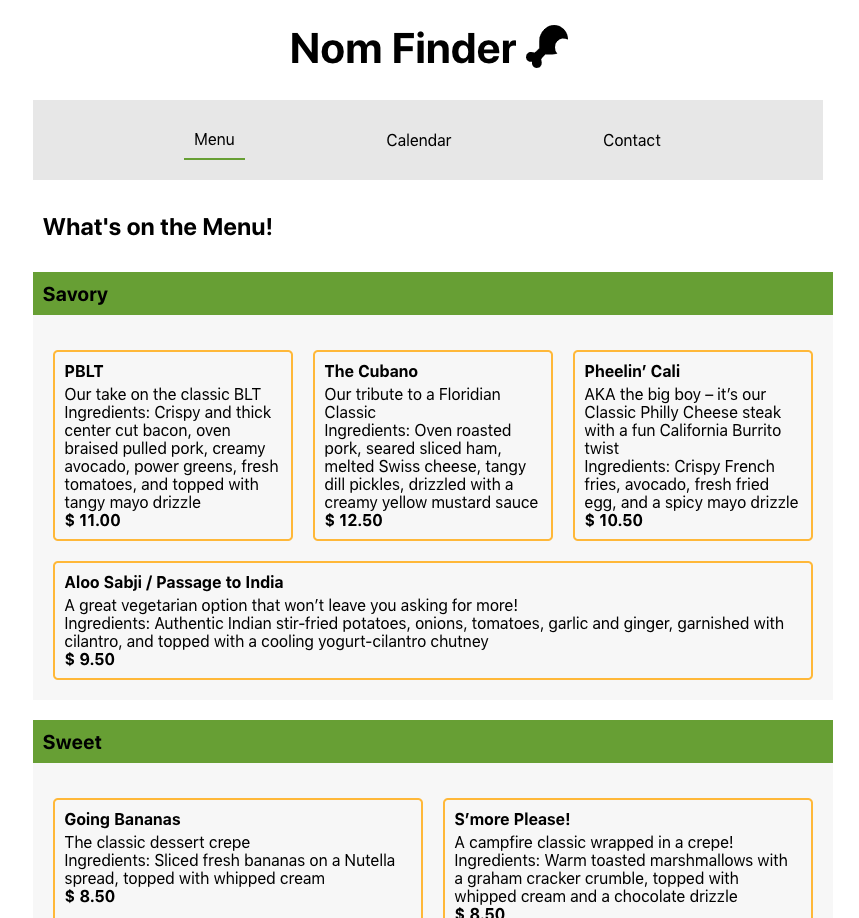 Nom Finder
Menu
Calendar
Contact
What's on the Menu!
Savory
PBLT
Our take on the classic BLT
Ingredients: Crispy and thick
center cut bacon, oven
braised pulled pork, creamy
avocado, power greens, fresh
tomatoes, and topped with
tangy mayo drizzle
$ 11.00
The Cubano
Our tribute to a Floridian
Classic
Ingredients: Oven roasted
pork, seared sliced ham,
melted Swiss cheese, tangy
dill pickles, drizzled with a
creamy yellow mustard sauce
$ 12.50
Pheelin’ Cali
AKA the big boy – it’s our
Classic Philly Cheese steak
with a fun California Burrito
twist
Ingredients: Crispy French
fries, avocado, fresh fried
egg, and a spicy mayo drizzle
$ 10.50
Aloo Sabji / Passage to India
A great vegetarian option that won’t leave you asking for more!
Ingredients: Authentic Indian stir-fried potatoes, onions, tomatoes, garlic and ginger, garnished with
cilantro, and topped with a cooling yogurt-cilantro chutney
$ 9.50
Sweet
Going Bananas
The classic dessert crepe
Ingredients: Sliced fresh bananas on a Nutella
spread, topped with whipped cream
$ 8.50
S’more Please!
A campfire classic wrapped in a crepe!
Ingredients: Warm toasted marshmallows with
a graham cracker crumble, topped with
whipped cream and a chocolate drizzle
$ 8.50